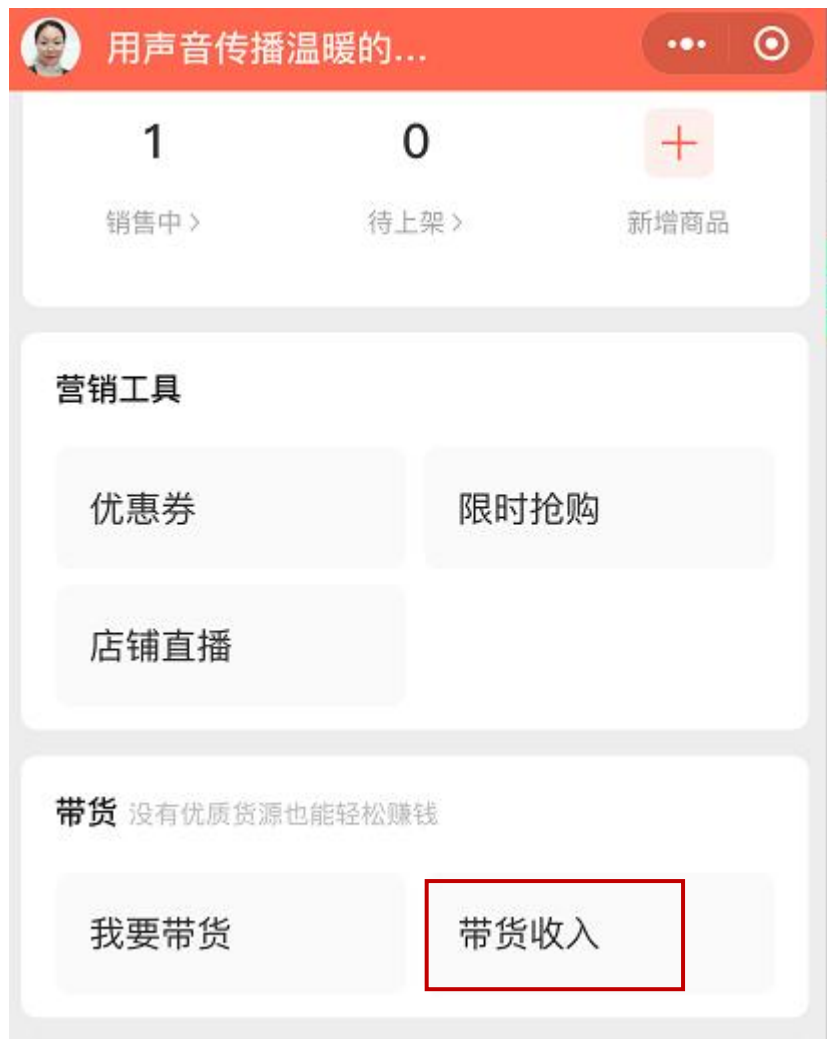 用声音传播温暖的...
1 0
销售中 待上架 新增商品
营销工具
优惠券 限时抢购
店铺直播
带货 没有优质货源也能轻松赚钱
我要带货 带货收入